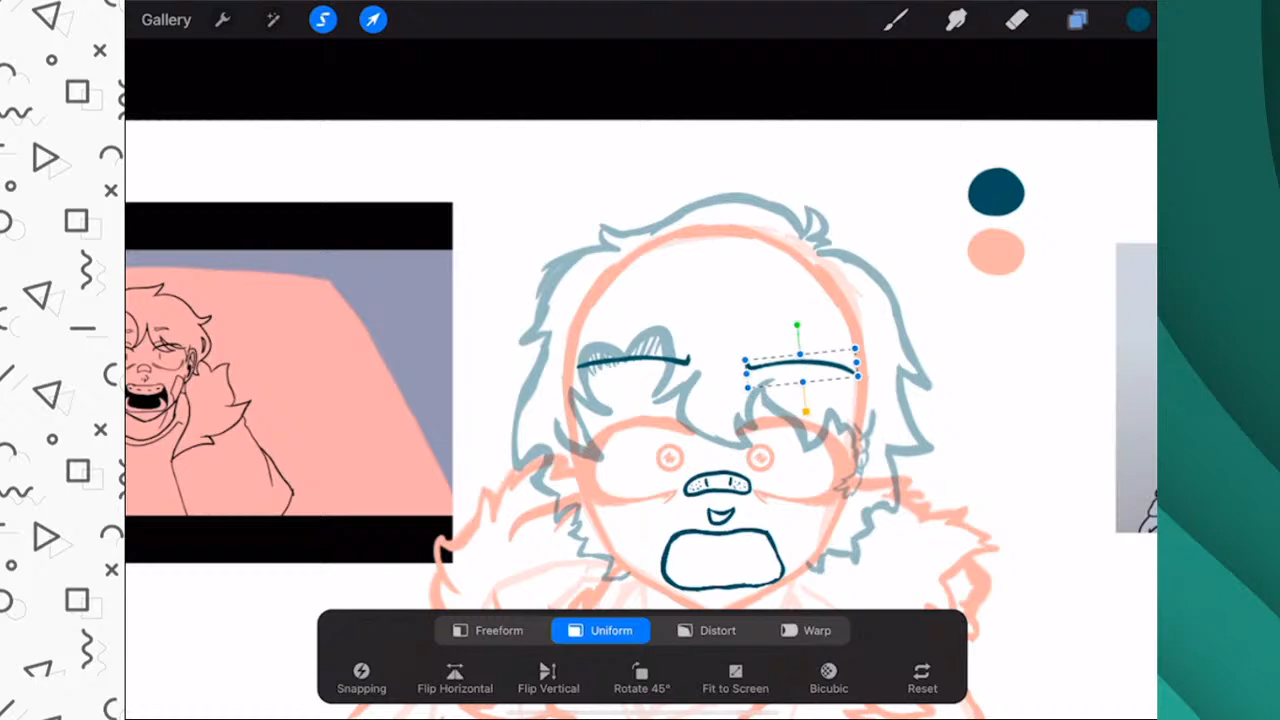 Gallery
Freeform Uniform Distort Warp
Snapping Flip Horizontal Flip Vertical Rotate 45° Fit to Screen Bicubic Reset